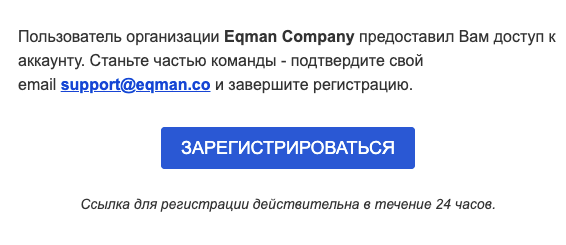 Пользователь организации Eqman Company предоставил Вам доступ к
аккаунту. Станьте частью команды - подтвердите свой
email support@eqman.co и завершите регистрацию.
ЗАРЕГИСТРИРОВАТЬСЯ
Ссылка для регистрации действительна в течение 24 часов.